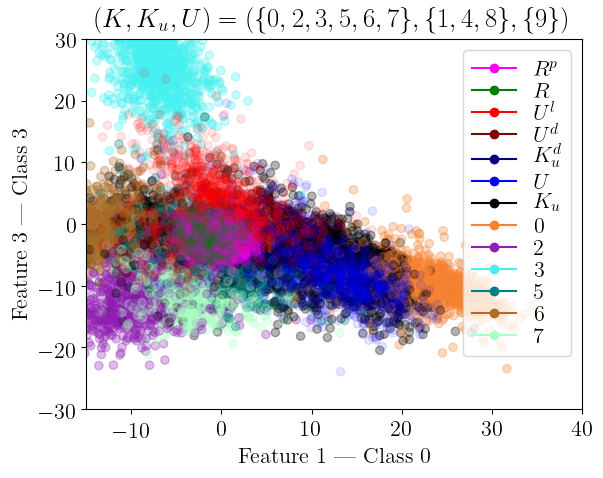 (K, K_u, U) = ({0, 2, 3, 5, 6, 7}, {1, 4, 8}, {9})
30
20
10
0
−10
−20
−30
Feature 3 — Class 3
−10
0
10
20
30
40
Feature 1 — Class 0
R^p
R
U^l
U^d
K_u^d
U
K_u
0
2
3
5
6
7